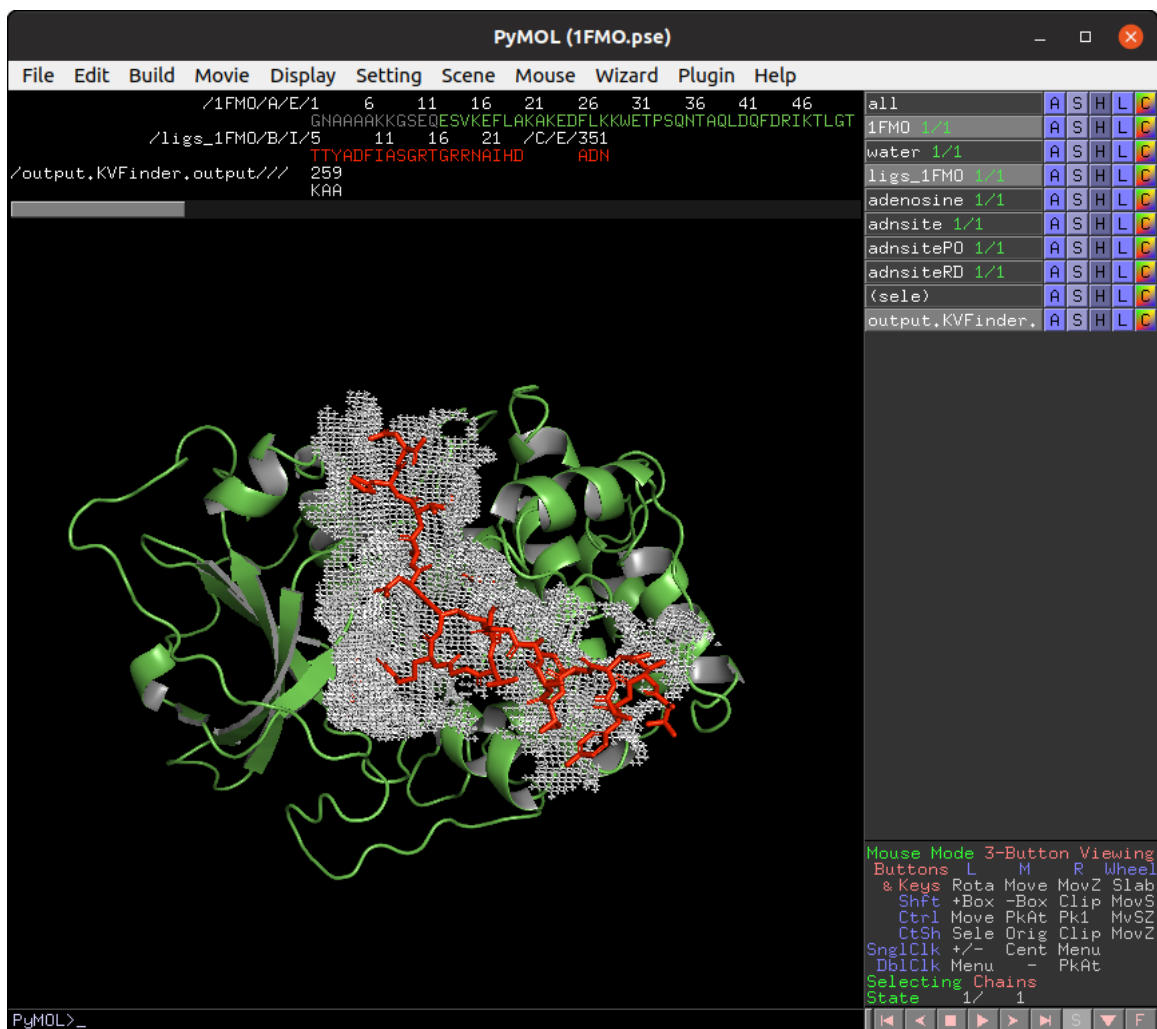 PyMOL (1FMO.pse)
File Edit Build Movie Display Setting Scene Mouse Wizard Plugin Help
/1FMO/A/E/1 6 11 16 21 26 31 36 41 46
GNAAAAKKGSEQESVKEFLAKAKEDFLKKWETPSQNTAQLDQFDRIKTLGT
/ligs_1FMO/B/I/5 11 16 21 /C/E/351
TTYADFIASGRTGRRNAIHD ADN
/output.KVFinder.output/// 259
KAA
all A S H L C
1FMO 1/1 A S H L C
water 1/1 A S H L C
ligs_1FMO 1/1 A S H L C
adenosine 1/1 A S H L C
adnsite 1/1 A S H L C
adnsitePO 1/1 A S H L C
adnsiteRD 1/1 A S H L C
(sele) A S H L C
output.KVFinder. A S H L C
Mouse Mode 3-Button Viewing
Buttons L M R Wheel
& Keys Rota Move MovZ Slab
Shft +Box -Box Clip MovS
Ctrl Move PkAt Pk1 MvSZ
CtSh Sele Orig Clip MovZ
SnglClk +/- Cent Menu
DblClk Menu - PkAt
Selecting Chains
State 1/ 1
PyMOL>_
S F